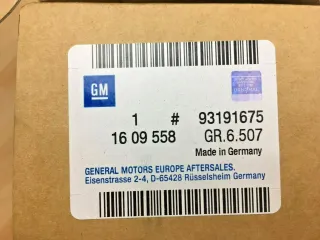 GM
1 # 93191675
16 09 558 GR.6.507
Made in Germany
GENERAL MOTORS EUROPE AFTERSALES.
Eisenstrasse 2-4, D-65428 Rüsselsheim Germany